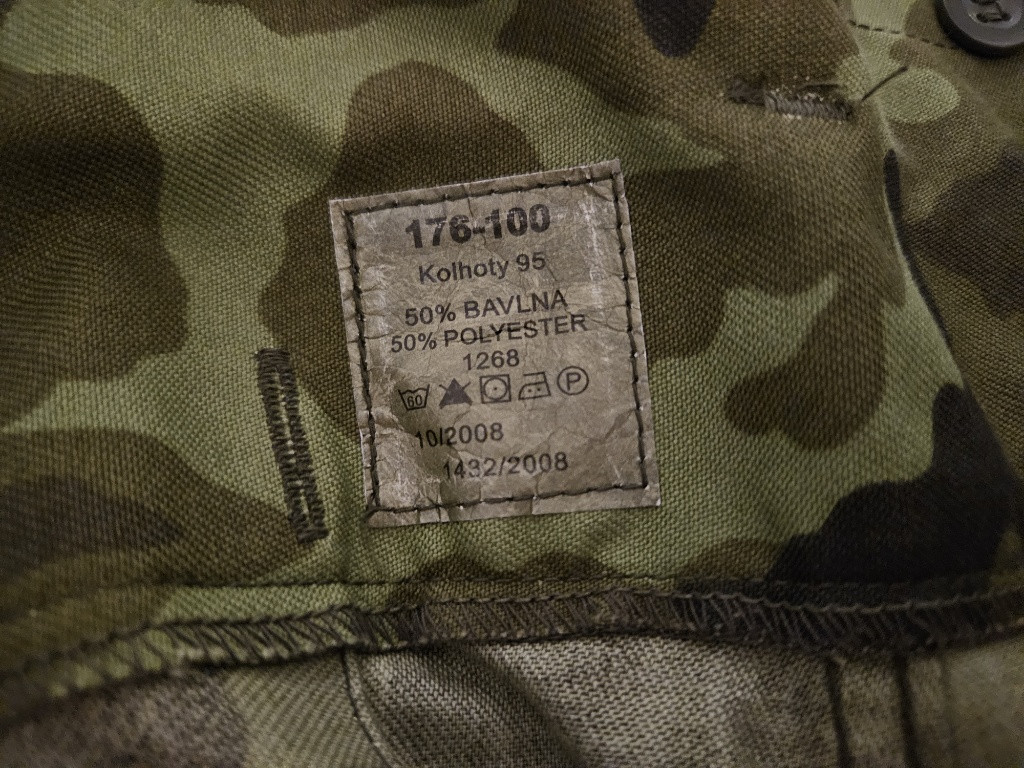 176-100
Kolhoty 95
50% BAVLNA
50% POLYESTER
1268
60 P
10/2008
1432/2008